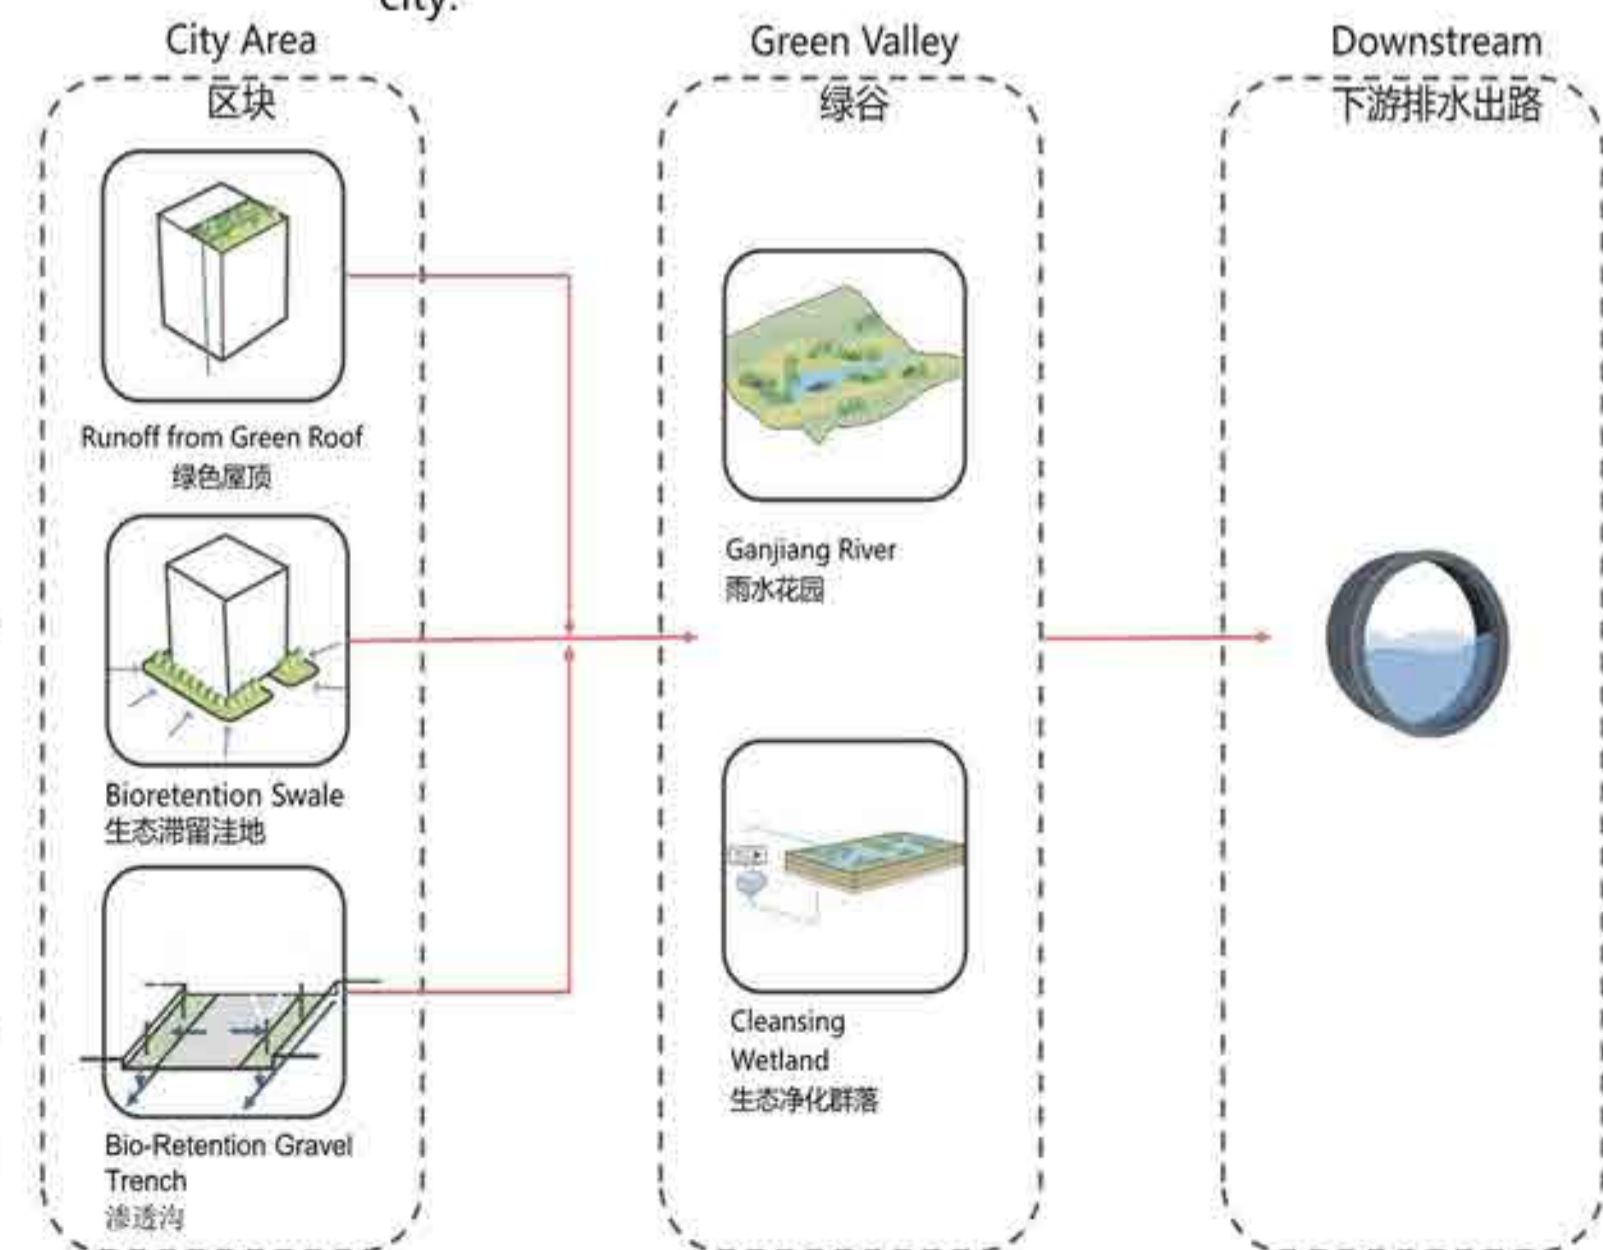 city.
City Area
区块
Runoff from Green Roof
绿色屋顶
Bioretention Swale
生态滞留洼地
Bio-Retention Gravel
Trench
渗透沟
Green Valley
绿谷
Ganjiang River
雨水花园
Cleansing
Wetland
生态净化群落
Downstream
下游排水出路